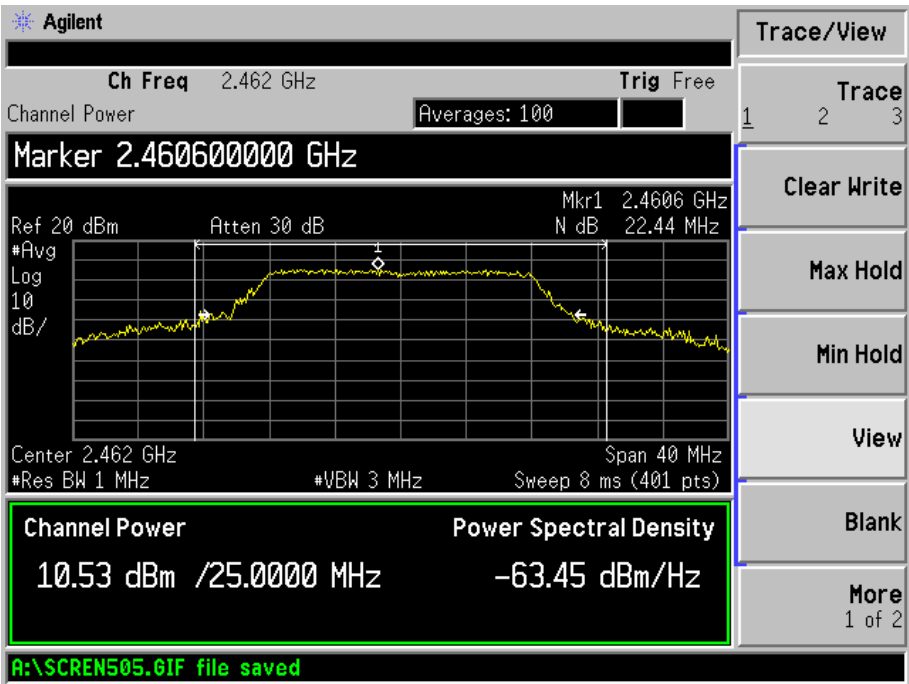 Agilent
Ch Freq 2.462 GHz Trig Free
Channel Power Averages: 100
Marker 2.460600000 GHz
Mkr1 2.4606 GHz
Ref 20 dBm Atten 30 dB N dB 22.44 MHz
#Avg
Log
10
dB/
1
Center 2.462 GHz Span 40 MHz
#Res BW 1 MHz #VBW 3 MHz Sweep 8 ms (401 pts)
Channel Power Power Spectral Density
10.53 dBm /25.0000 MHz -63.45 dBm/Hz
A:\SCREN505.GIF file saved
Trace/View
Trace
1 2 3
Clear Write
Max Hold
Min Hold
View
Blank
More
1 of 2